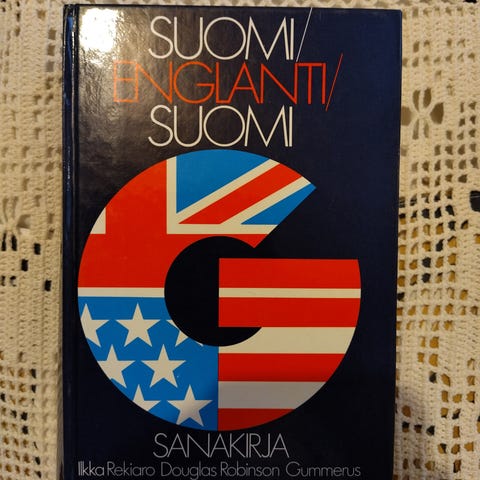 SUOMI/
ENGLANTI/
SUOMI
G
SANAKIRJA
Ilkka Rekiaro Douglas Robinson Gummerus